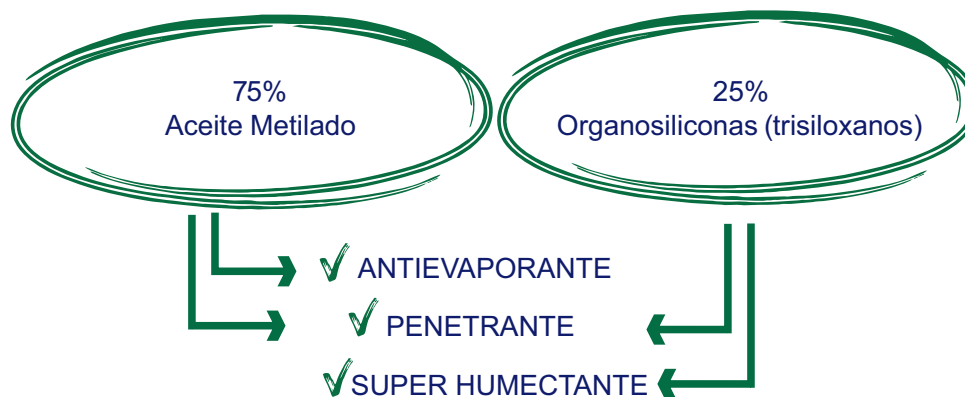 75%
Aceite Metilado
25%
Organosiliconas (trisiloxanos)
ANTIEVAPORANTE
PENETRANTE
SUPER HUMECTANTE